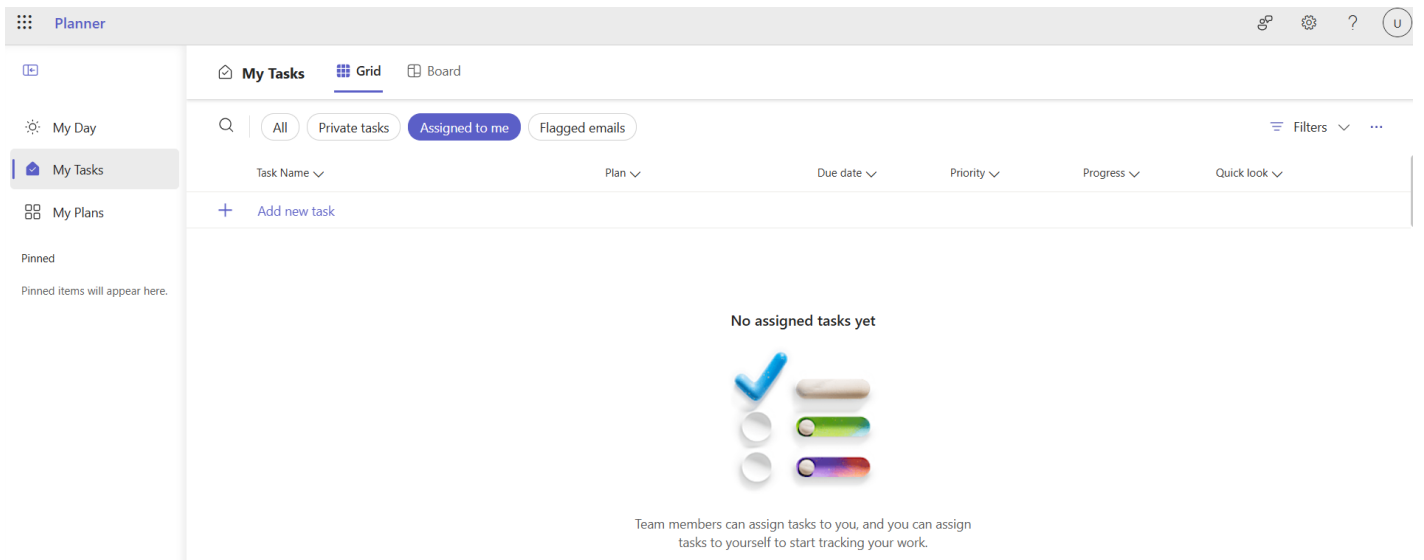 Planner
U
My Tasks
Grid
Board
My Day
My Tasks
My Plans
Pinned
Pinned items will appear here.
All
Private tasks
Assigned to me
Flagged emails
Filters
Task Name
Plan
Due date
Priority
Progress
Quick look
Add new task
No assigned tasks yet
Team members can assign tasks to you, and you can assign
tasks to yourself to start tracking your work.